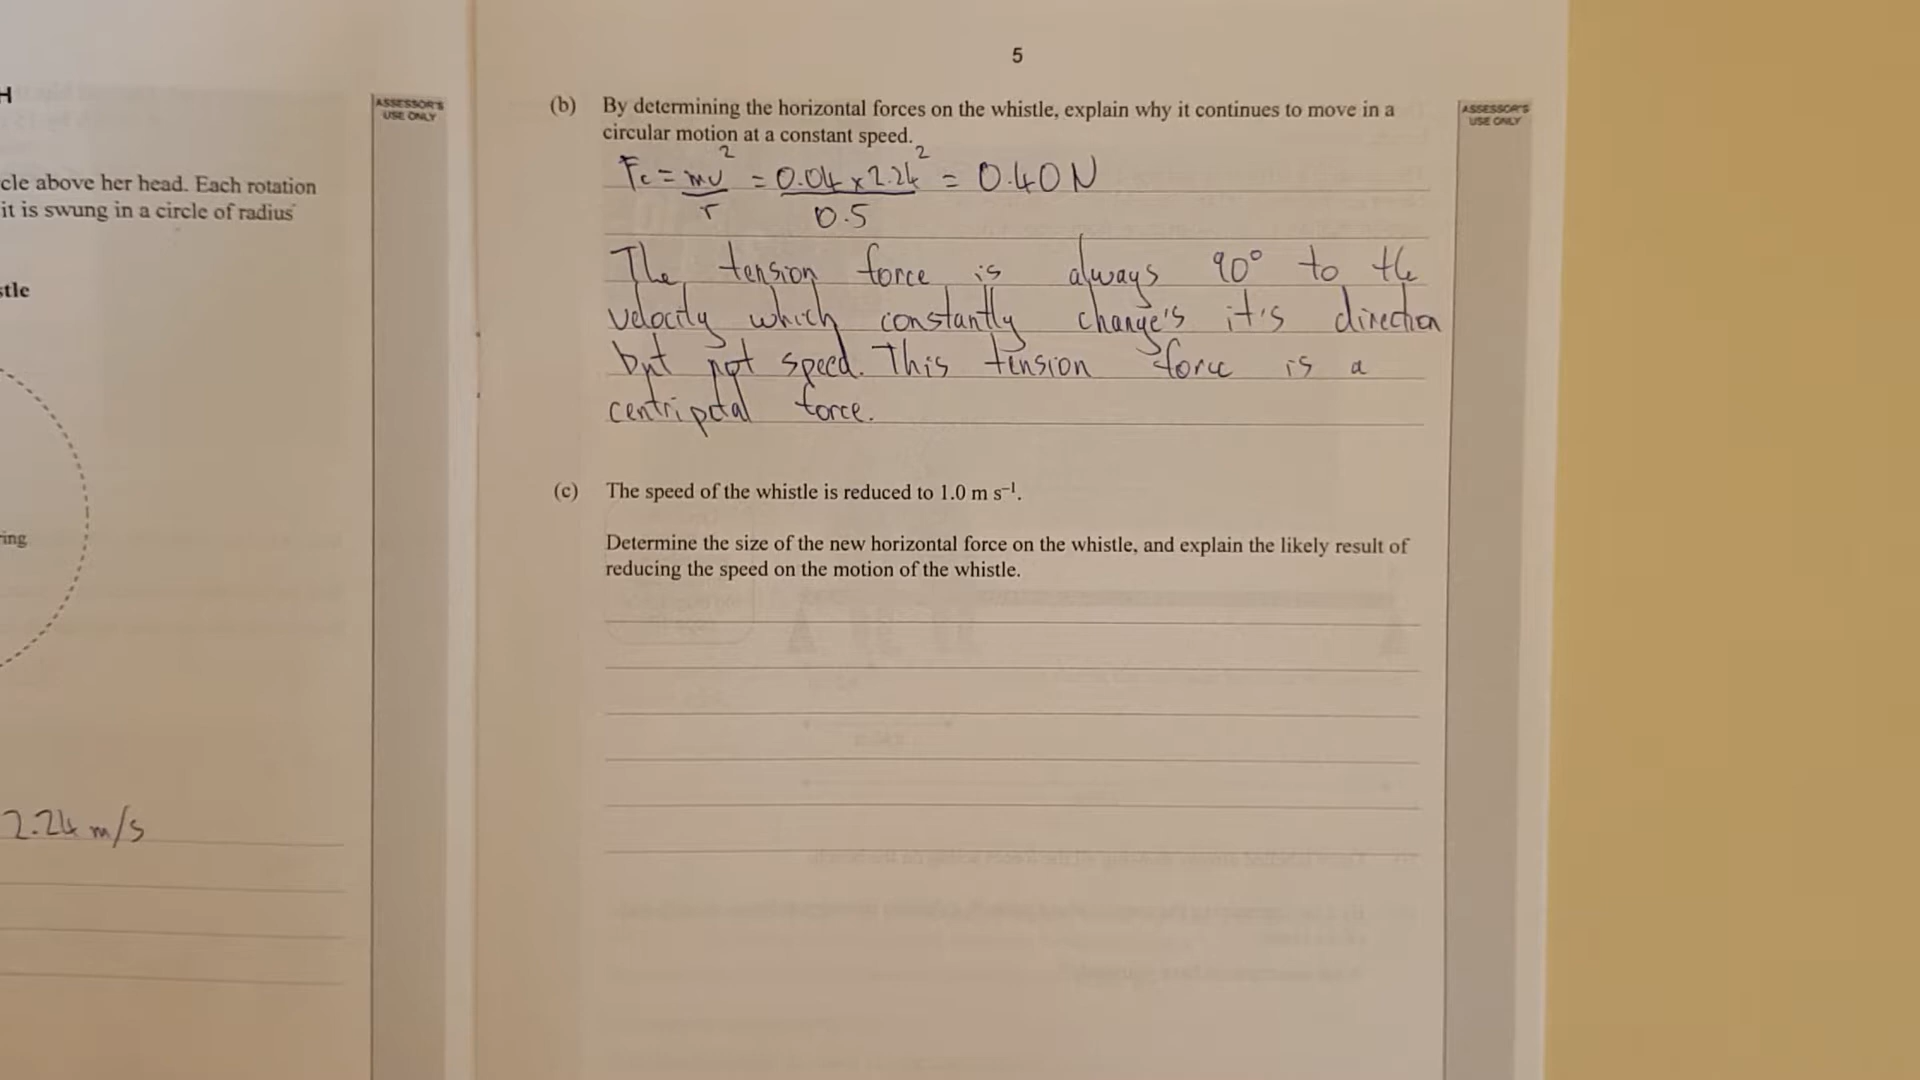 H
ASSESSOR'S
USE ONLY
cle above her head. Each rotation
it is swung in a circle of radius
stle
ring
2.24 m/s
5
ASSESSOR'S
USE ONLY
(b) By determining the horizontal forces on the whistle, explain why it continues to move in a
circular motion at a constant speed.
Fc = mv² / r = 0.04 x 2.24² / 0.5 = 0.40 N
The tension force is always 90° to the
velocity which constantly change's it's direction
but not speed. This tension force is a
centripetal force.
(c) The speed of the whistle is reduced to 1.0 m s⁻¹.
Determine the size of the new horizontal force on the whistle, and explain the likely result of
reducing the speed on the motion of the whistle.